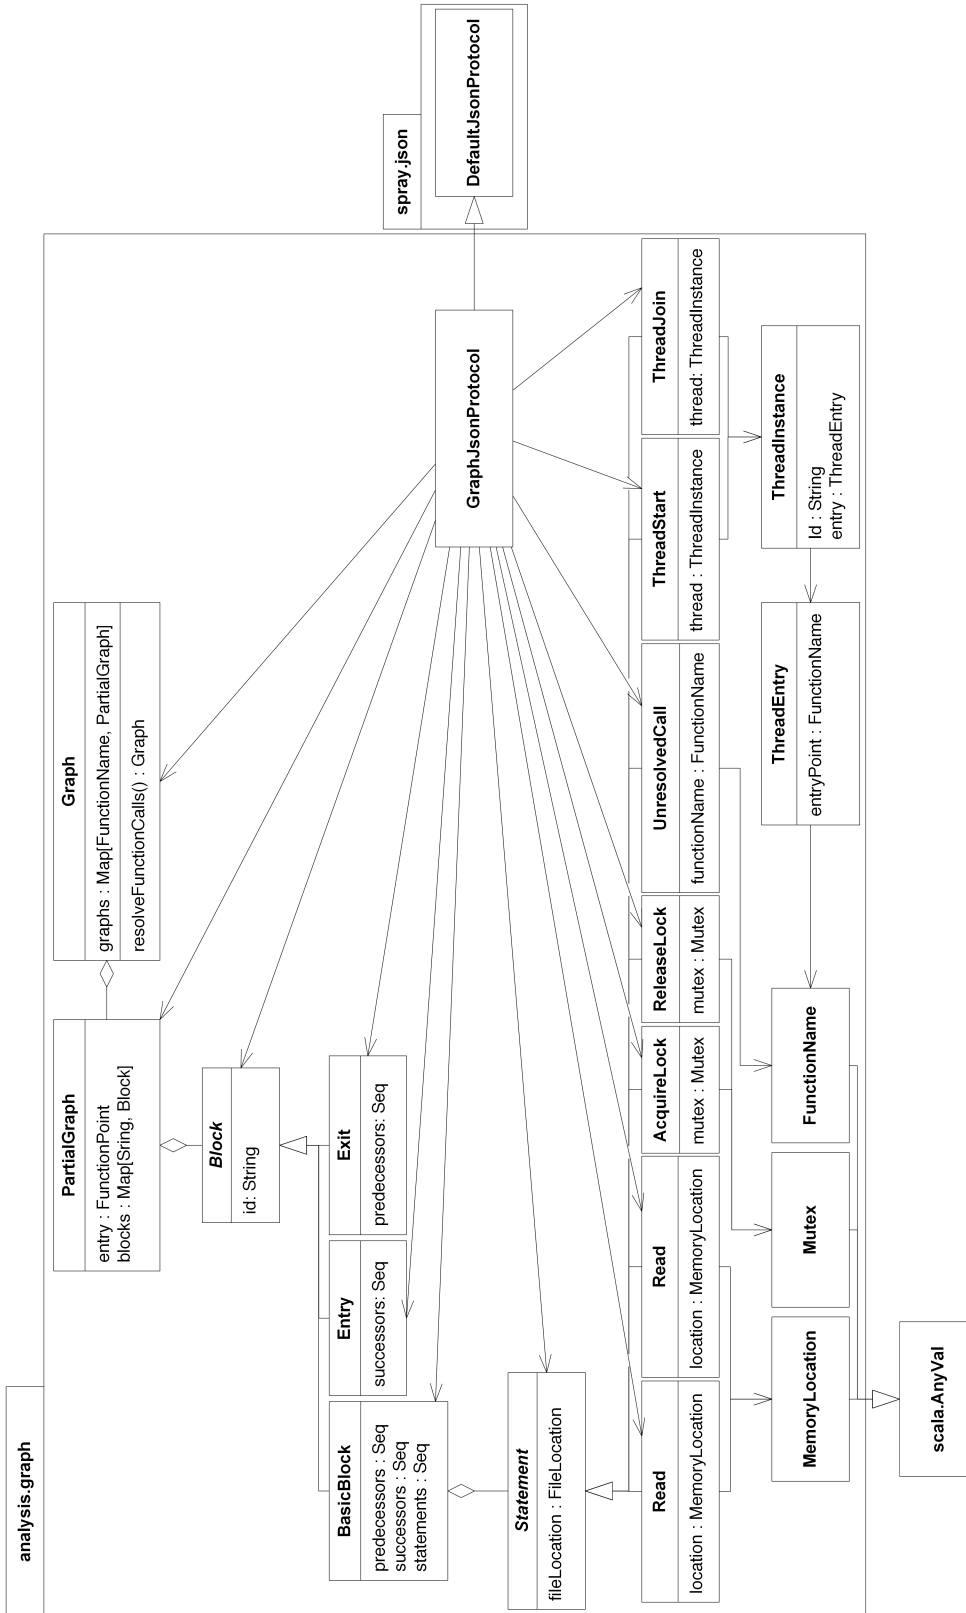 analysis.graph
PartialGraph
entry : FunctionPoint
blocks : Map[Sring, Block]
Graph
graphs : Map[FunctionName, PartialGraph]
resolveFunctionCalls() : Graph
Block
id: String
BasicBlock
predecessors : Seq
successors : Seq
statements : Seq
Entry
successors: Seq
Exit
predecessors: Seq
spray.json
DefaultJsonProtocol
GraphJsonProtocol
Statement
fileLocation : FileLocation
Read
location : MemoryLocation
Read
location : MemoryLocation
AcquireLock
mutex : Mutex
ReleaseLock
mutex : Mutex
UnresolvedCall
functionName : FunctionName
ThreadStart
thread : ThreadInstance
ThreadJoin
thread: ThreadInstance
MemoryLocation
Mutex
FunctionName
ThreadEntry
entryPoint : FunctionName
ThreadInstance
Id : String
entry : ThreadEntry
scala.AnyVal